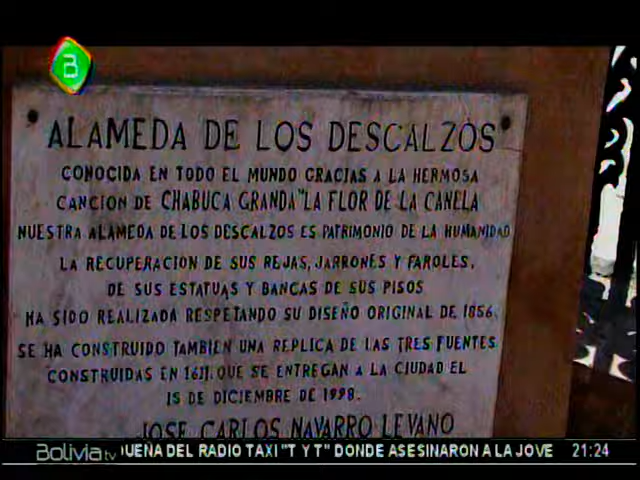 B
ALAMEDA DE LOS DESCALZOS
CONOCIDA EN TODO EL MUNDO GRACIAS A LA HERMOSA
CANCION DE CHABUCA GRANDA "LA FLOR DE LA CANELA
NUESTRA ALAMEDA DE LOS DESCALZOS ES PATRIMONIO DE LA HUMANIDAD
LA RECUPERACION DE SUS REJAS, JARRONES Y FAROLES,
DE SUS ESTATUAS Y BANCAS DE SUS PISOS
HA SIDO REALIZADA RESPETANDO SU DISEÑO ORIGINAL DE 1856.
SE HA CONSTRUIDO TAMBIEN UNA REPLICA DE LAS TRES FUENTES
CONSTRUIDAS EN 1611. QUE SE ENTREGAN A LA CIUDAD EL
15 DE DICIEMBRE DE 1998.
JOSE CARLOS NAVARRO LEVANO
Bolivia tv UEÑA DEL RADIO TAXI "T Y T" DONDE ASESINARON A LA JOVE 21:24